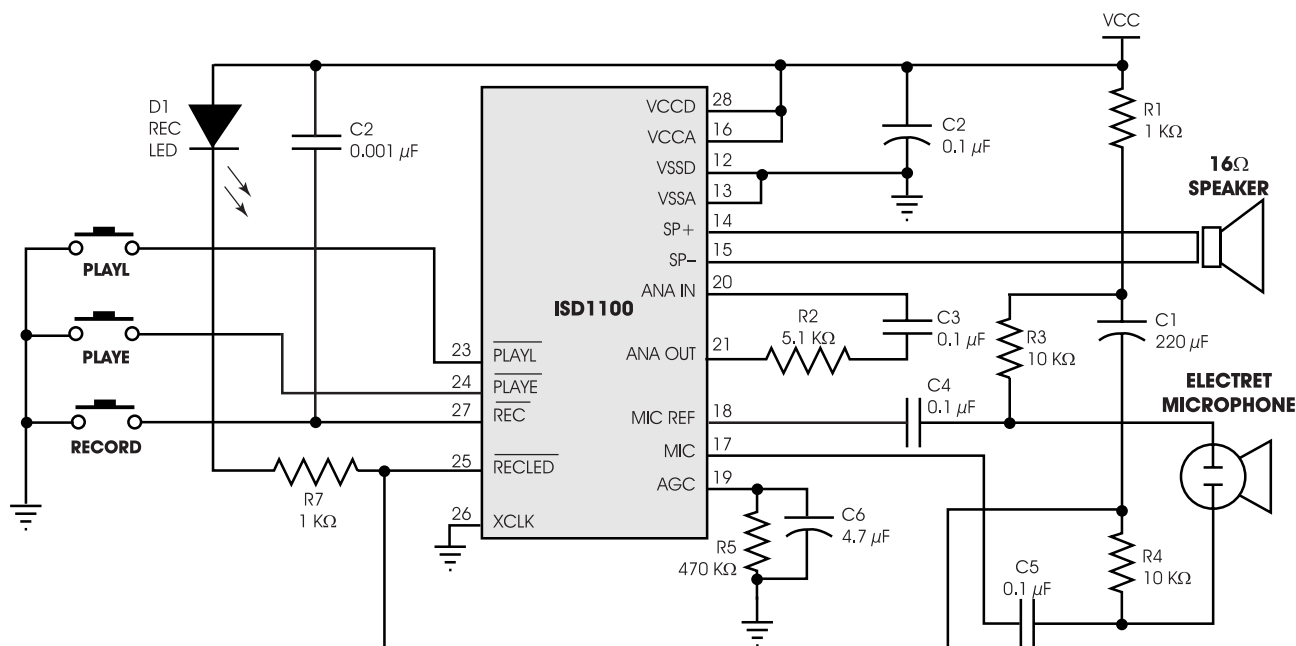 VCC
D1
REC
LED
C2
0.001 µF
VCCD
28
VCCA
16
VSSD
12
VSSA
13
SP+
14
SP–
15
ANA IN
20
ANA OUT
21
MIC REF
18
MIC
17
AGC
19
ISD1100
C2
0.1 µF
R1
1 KΩ
16Ω
SPEAKER
PLAYL
PLAYE
RECORD
23
PLAYL
24
PLAYE
27
REC
25
RECLED
26
XCLK
R7
1 KΩ
R2
5.1 KΩ
C3
0.1 µF
R3
10 KΩ
C1
220 µF
C4
0.1 µF
ELECTRET
MICROPHONE
R5
470 KΩ
C6
4.7 µF
C5
0.1 µF
R4
10 KΩ